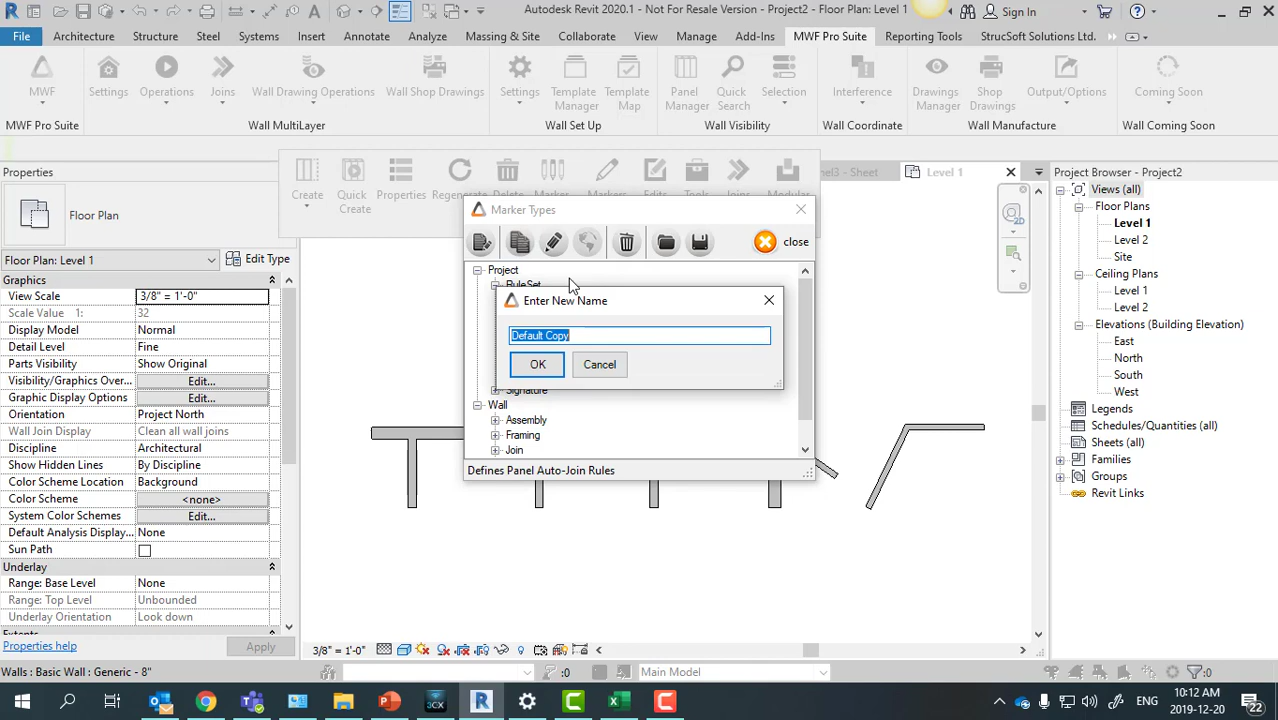 Autodesk Revit 2020.1 - Not For Resale Version - Project2 - Floor Plan: Level 1
Sign In
File Architecture Structure Steel Systems Insert Annotate Analyze Massing & Site Collaborate View Manage Add-Ins MWF Pro Suite Reporting Tools StrucSoft Solutions Ltd.
MWF Settings Operations Joins Wall Drawing Operations Wall Shop Drawings Settings Template Manager Template Map Panel Manager Quick Search Selection Interference Drawings Manager Shop Drawings Output/Options Coming Soon
MWF Pro Suite Wall MultiLayer Wall Set Up Wall Visibility Wall Coordinate Wall Manufacture Wall Coming Soon
Properties
Create Quick Create Properties Regenerate Delete Marker Markers Edits Tools Joins Modular
Sheet
Level 1
Project Browser - Project2
Floor Plan
Floor Plan: Level 1
Edit Type
Graphics
View Scale 3/8" = 1'-0"
Scale Value 1: 32
Display Model Normal
Detail Level Fine
Parts Visibility Show Original
Visibility/Graphics Over... Edit...
Graphic Display Options Edit...
Orientation Project North
Wall Join Display Clean all wall joins
Discipline Architectural
Show Hidden Lines By Discipline
Color Scheme Location Background
Color Scheme <none>
System Color Schemes Edit...
Default Analysis Display... None
Sun Path
Underlay
Range: Base Level None
Range: Top Level Unbounded
Underlay Orientation Look down
Extents
Properties help
Apply
Marker Types
close
Project
RuleSet
Enter New Name
Default Copy
OK Cancel
Signature
Wall
Assembly
Framing
Join
Defines Panel Auto-Join Rules
Views (all)
Floor Plans
Level 1
Level 2
Site
Ceiling Plans
Level 1
Level 2
Elevations (Building Elevation)
East
North
South
West
Legends
Schedules/Quantities (all)
Sheets (all)
Families
Groups
Revit Links
3/8" = 1'-0"
Walls : Basic Wall : Generic - 8"
:0
Main Model
:0
ENG
10:12 AM
2019-12-20
22